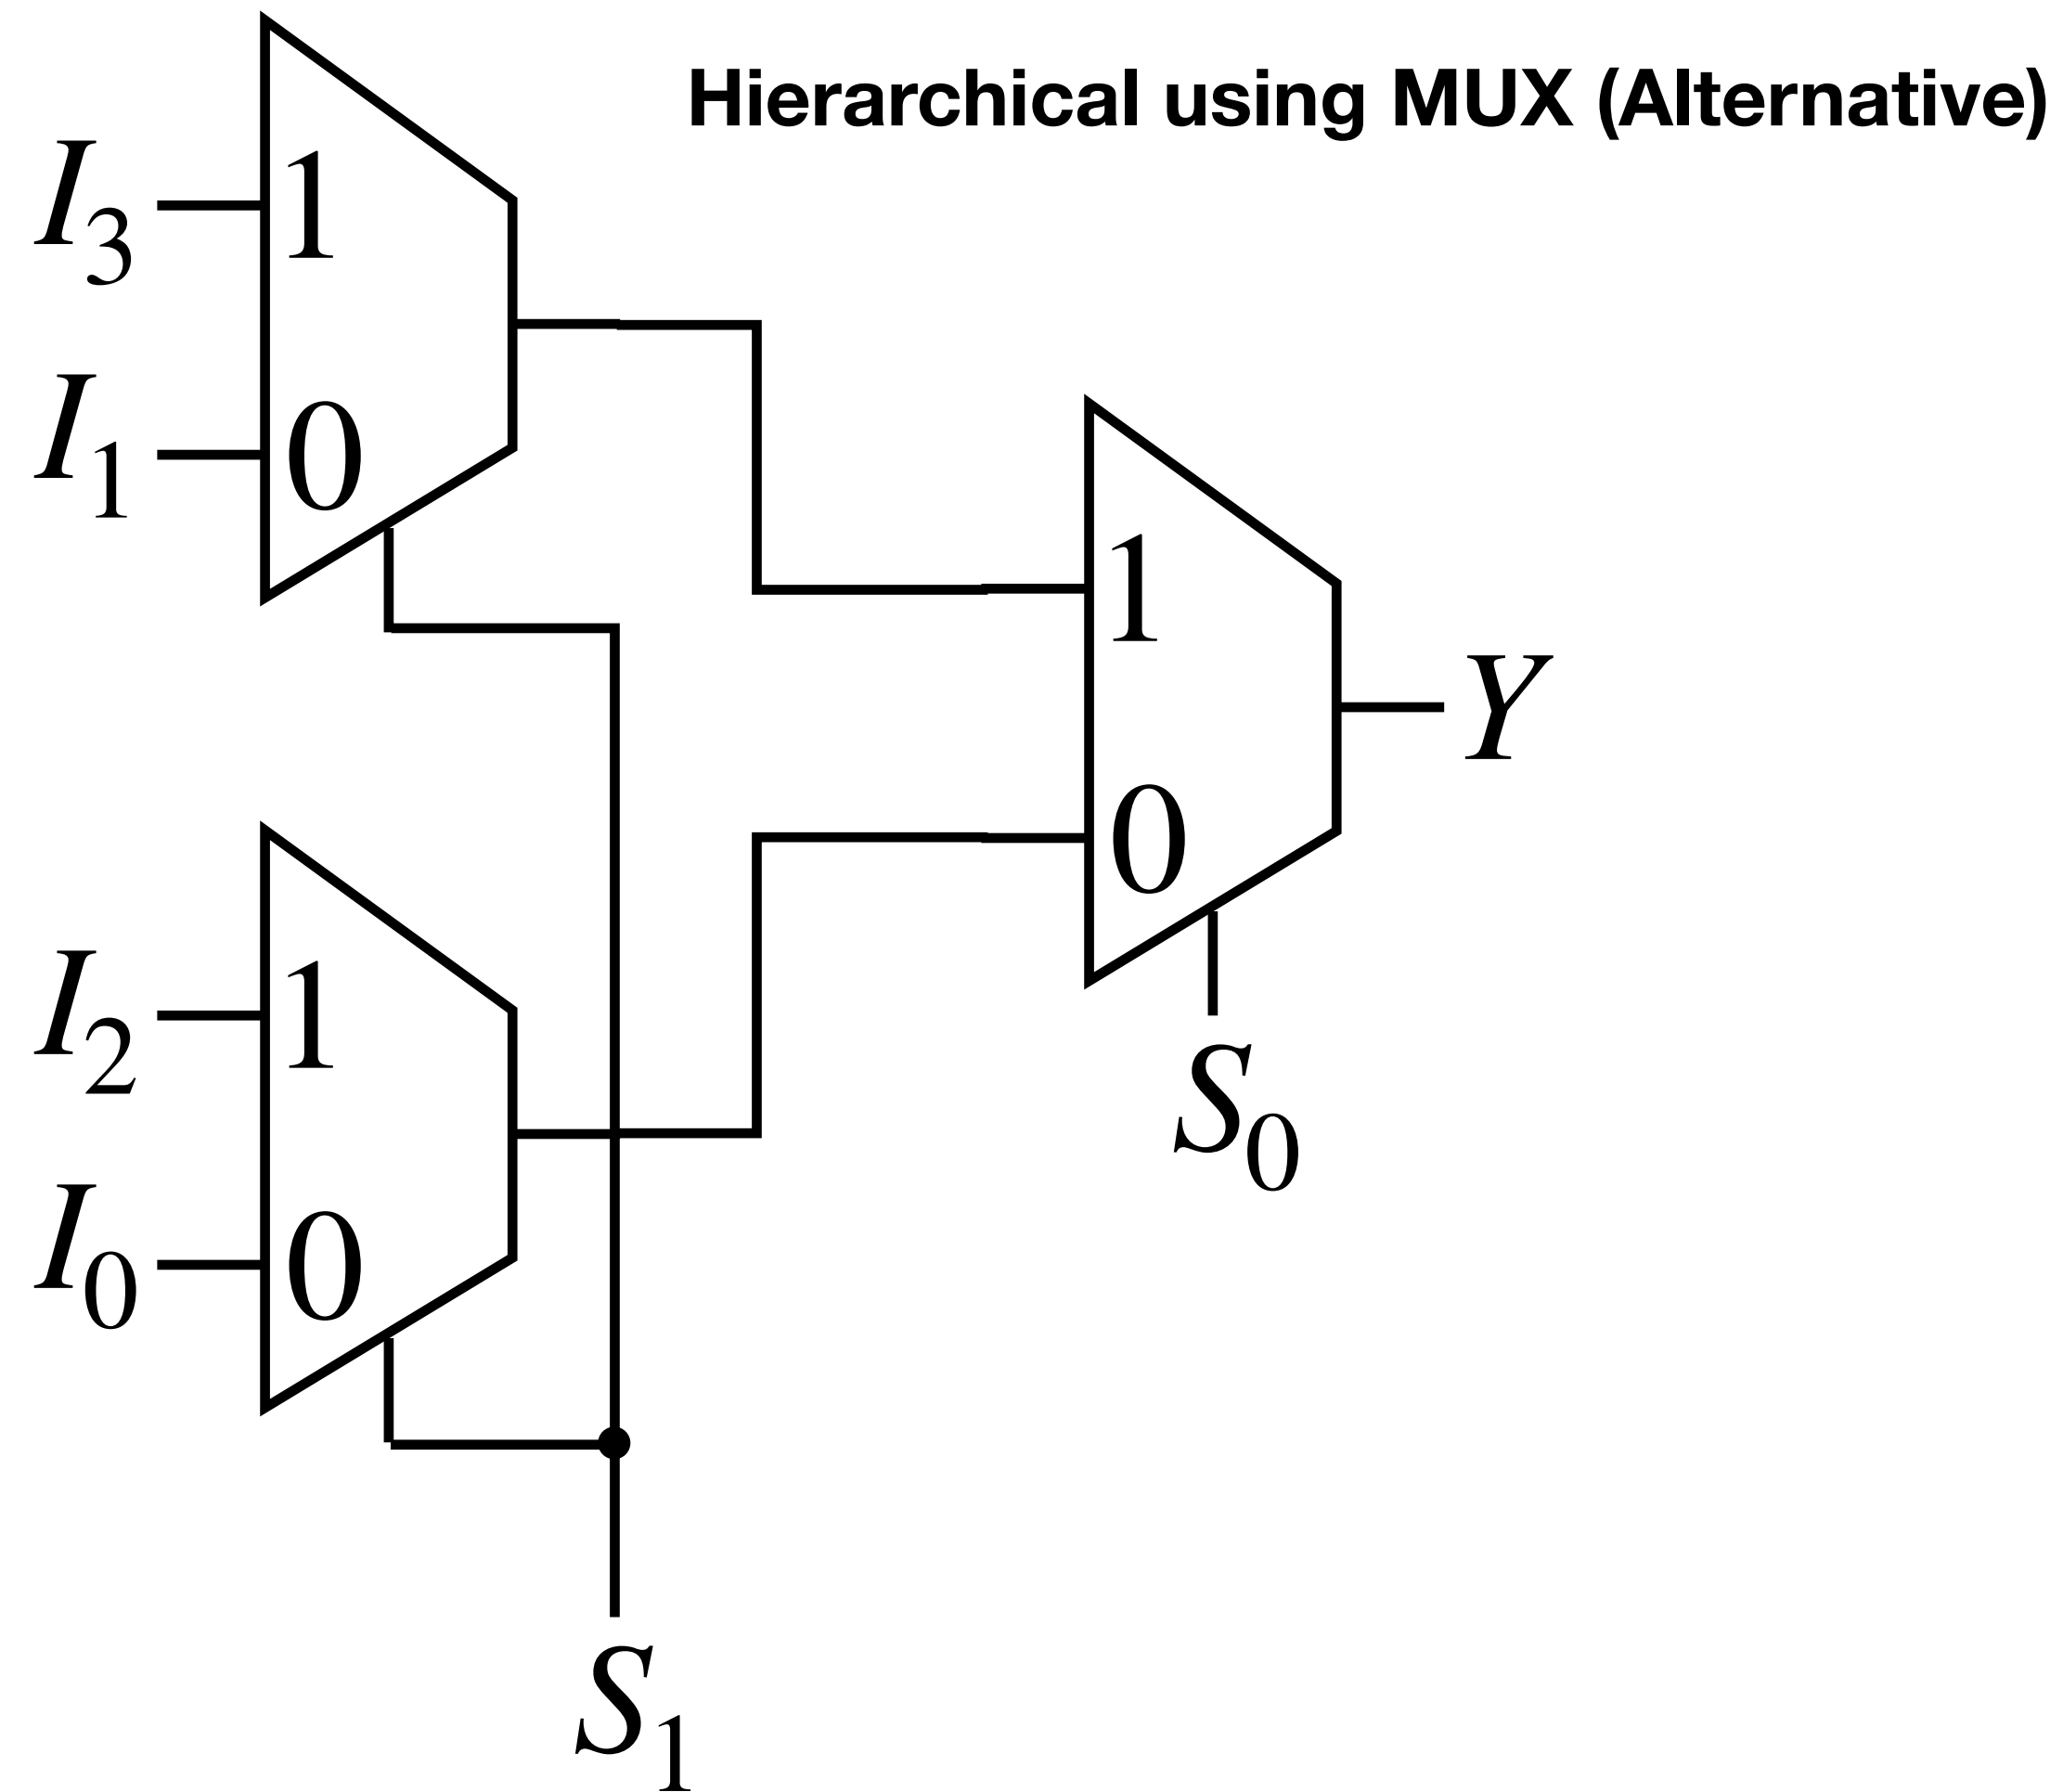 Hierarchical using MUX (Alternative)
I3
1
I1
0
1
Y
0
I2
1
S0
I0
0
S1